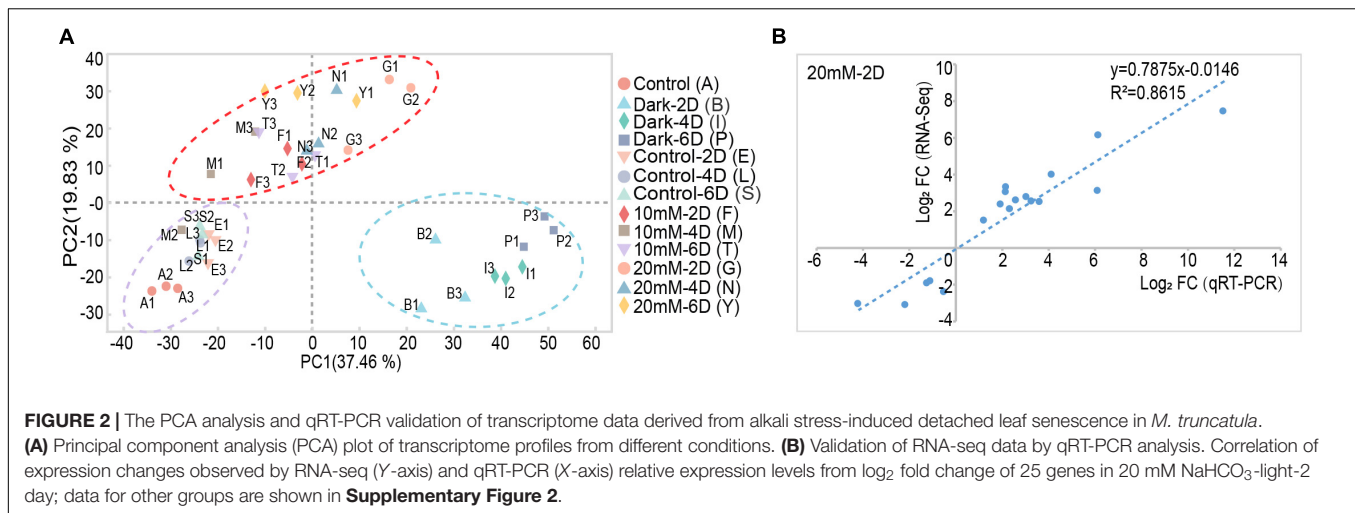 A
PC2(19.83 %)
40
30
20
10
-0
-10
-20
-30
-40
-30
-20
-10
0
10
20
30
40
50
60
PC1(37.46 %)
G1
G2
N1
Y2
Y3
Y1
T3
M3
F1
N2
G3
N3
F2
T1
T2
M1
F3
S3
S2
E1
M2
L3
L1
E2
L2
S1
E3
A2
A1
A3
P3
P1
P2
B2
I3
I1
I2
B1
B3
Control (A)
Dark-2D (B)
Dark-4D (I)
Dark-6D (P)
Control-2D (E)
Control-4D (L)
Control-6D (S)
10mM-2D (F)
10mM-4D (M)
10mM-6D (T)
20mM-2D (G)
20mM-4D (N)
20mM-6D (Y)
B
20mM-2D
y=0.7875x-0.0146
R²=0.8615
Log₂ FC (RNA-Seq)
10
8
6
4
2
0
-2
-4
-6
-4
-2
0
2
4
6
8
10
12
14
Log₂ FC (qRT-PCR)
FIGURE 2 | The PCA analysis and qRT-PCR validation of transcriptome data derived from alkali stress-induced detached leaf senescence in M. truncatula.
(A) Principal component analysis (PCA) plot of transcriptome profiles from different conditions. (B) Validation of RNA-seq data by qRT-PCR analysis. Correlation of
expression changes observed by RNA-seq (Y-axis) and qRT-PCR (X-axis) relative expression levels from log₂ fold change of 25 genes in 20 mM NaHCO₃-light-2
day; data for other groups are shown in Supplementary Figure 2.